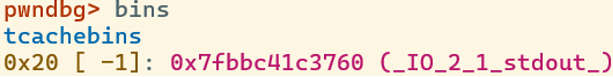 pwndbg> bins
tcachebins
0x20 [ -1]: 0x7fbbc41c3760 (_IO_2_1_stdout_)